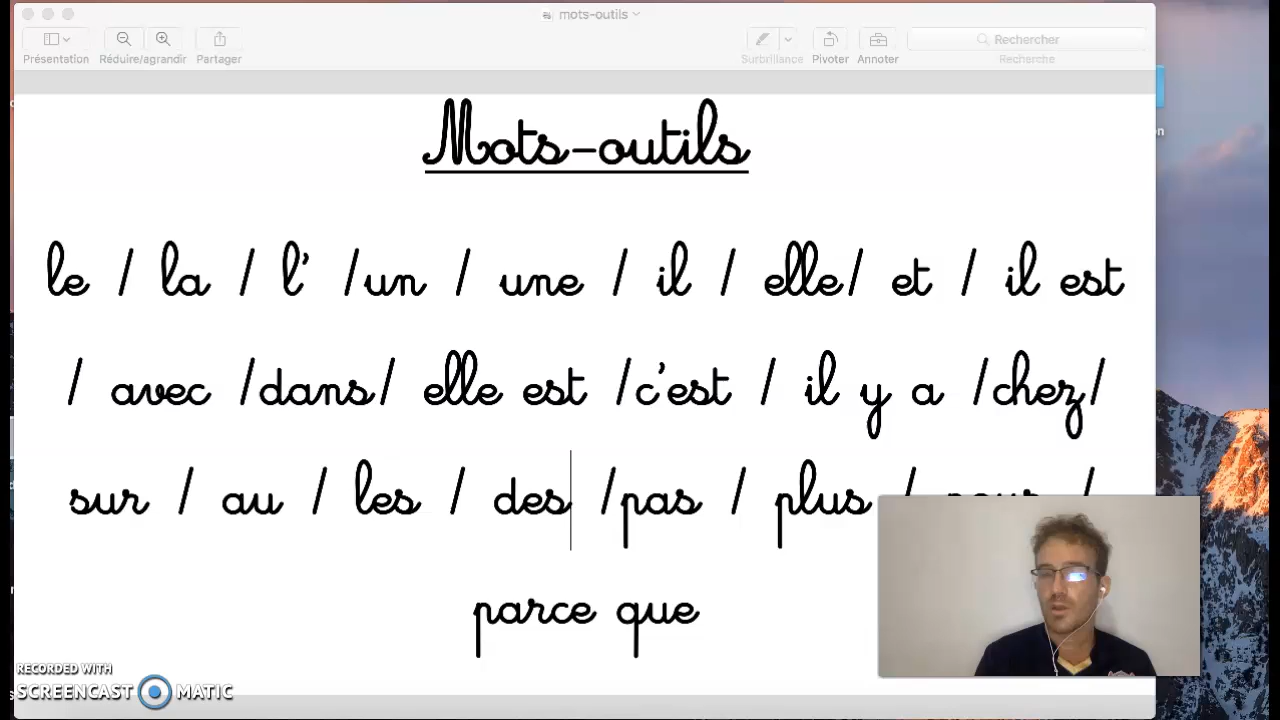 mots-outils
Rechercher
Présentation Réduire/agrandir Partager Surbrillance Pivoter Annoter Recherche
Mots-outils
le / la / l' /un / une / il / elle/ et / il est
/ avec /dans/ elle est /c'est / il y a /chez/
sur / au / les / des /pas / plus / /
parce que
RECORDED WITH
SCREENCAST MATIC